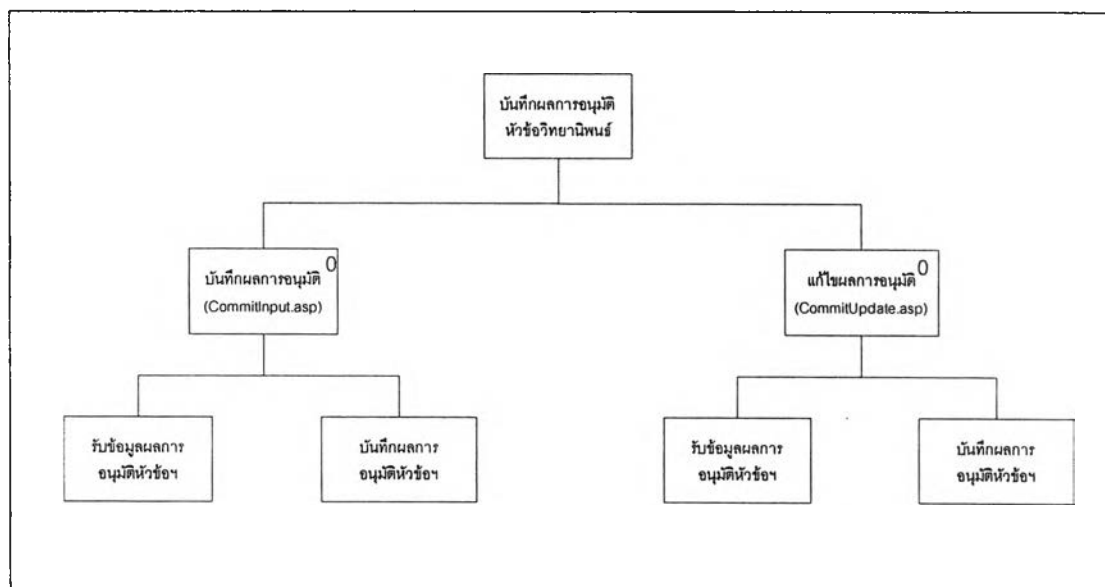 บันทึกผลการอนุมัติ
หัวข้อวิทยานิพนธ์
บันทึกผลการอนุมัติ 0
(CommitInput.asp)
แก้ไขผลการอนุมัติ 0
(CommitUpdate.asp)
รับข้อมูลผลการ
อนุมัติหัวข้อฯ
บันทึกผลการ
อนุมัติหัวข้อฯ
รับข้อมูลผลการ
อนุมัติหัวข้อฯ
บันทึกผลการ
อนุมัติหัวข้อฯ